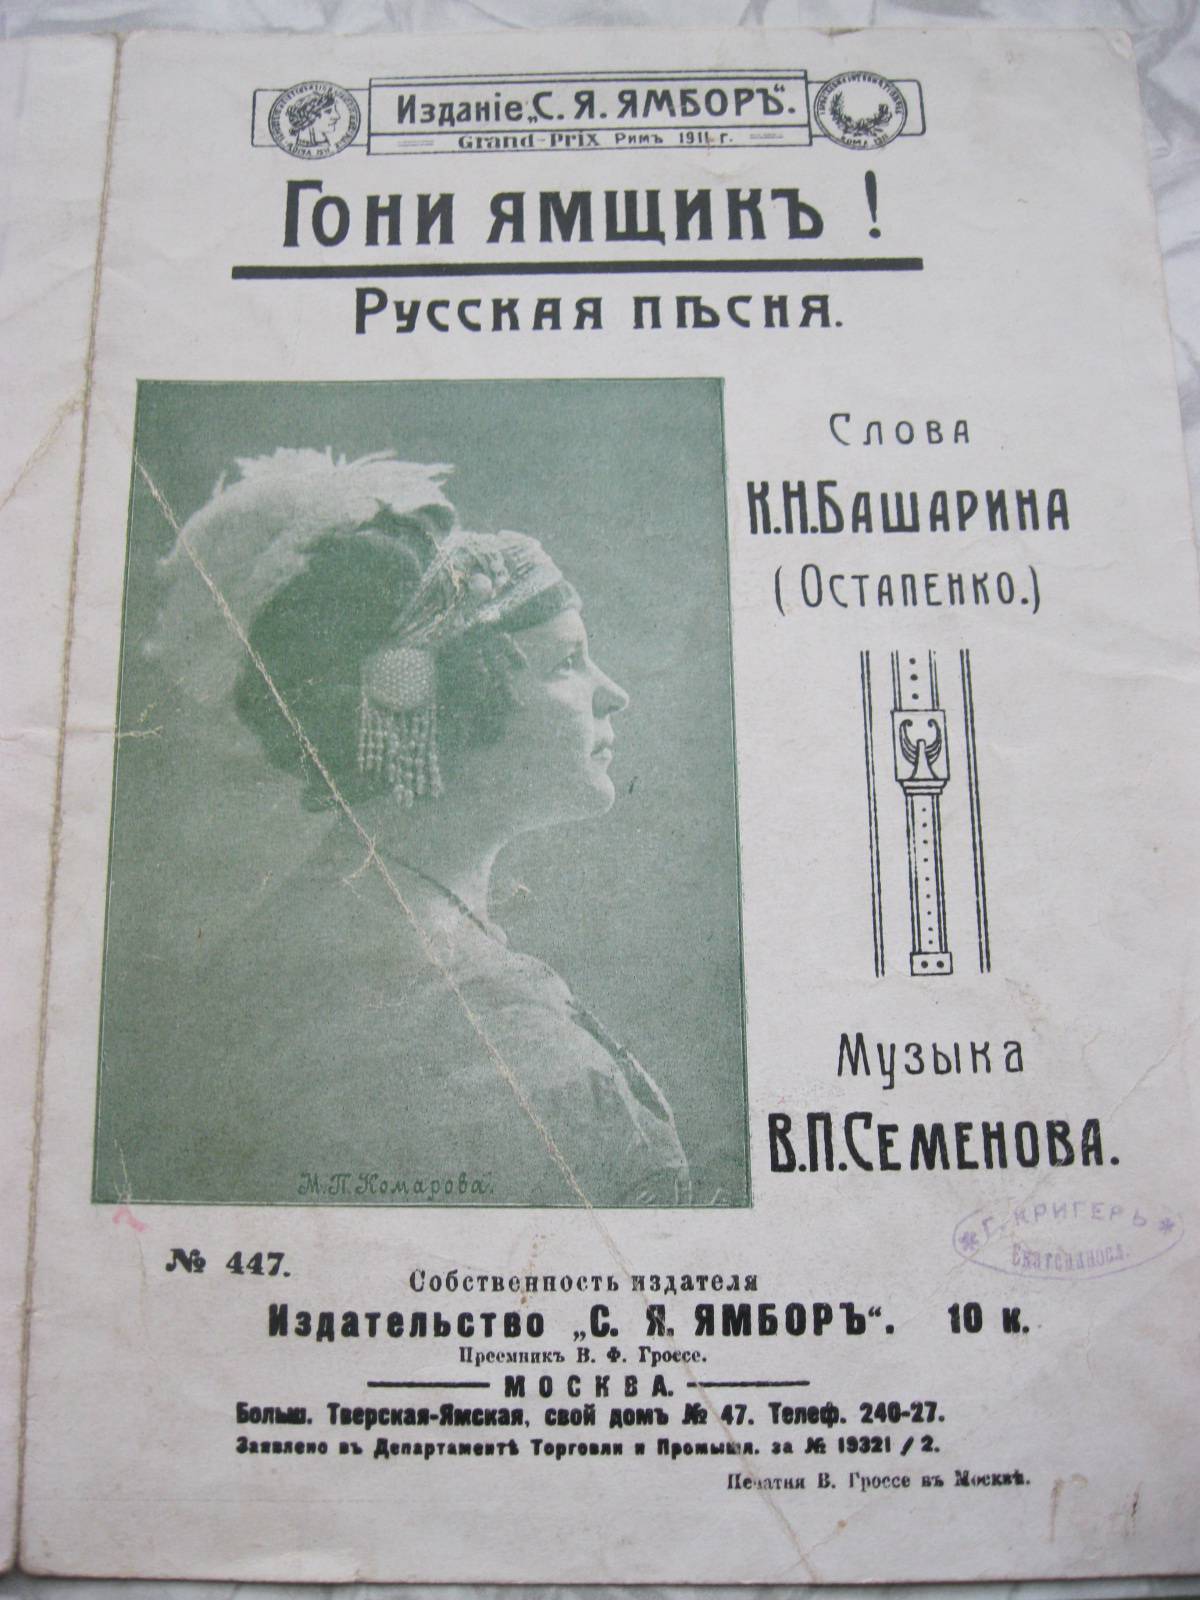 Изданіе „С. Я. ЯМБОРЪ“.
Grand-Prix Римъ 1911 г.
Гони ямщикъ !
Русская пѣсня.
Слова
К.Н.Башарина
(Остапенко.)
Музыка
В.П.Семенова.
М.П.Комарова.
Г. КРИГЕРЪ
№ 447.
Собственность издателя
Издательство „С. Я. ЯМБОРЪ“. 10 к.
Преемникъ В. Ф. Гроссе.
МОСКВА.
Больш. Тверская-Ямская, свой домъ № 47. Телеф. 240-27.
Заявлено въ Департаментѣ Торговли и Промышл. за № 19321 / 2.
Печатня В. Гроссе въ Москвѣ.